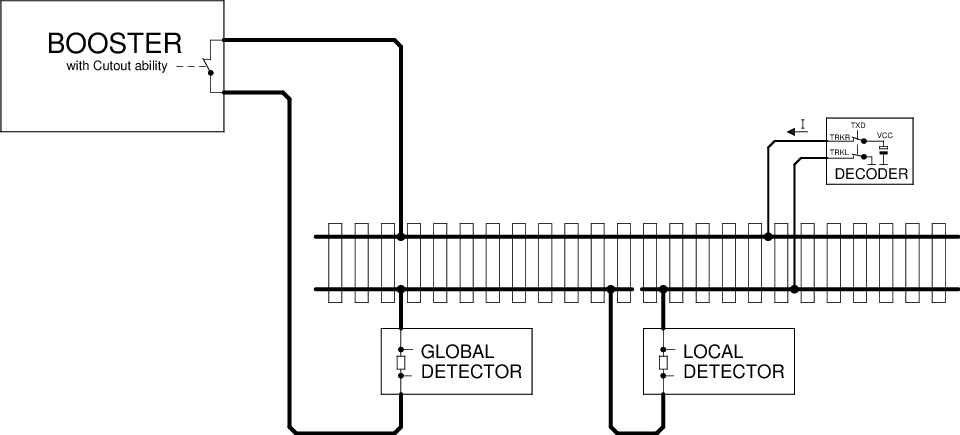 BOOSTER
with Cutout ability
I
TXD
TRKR
VCC
TRKL
DECODER
GLOBAL
DETECTOR
LOCAL
DETECTOR